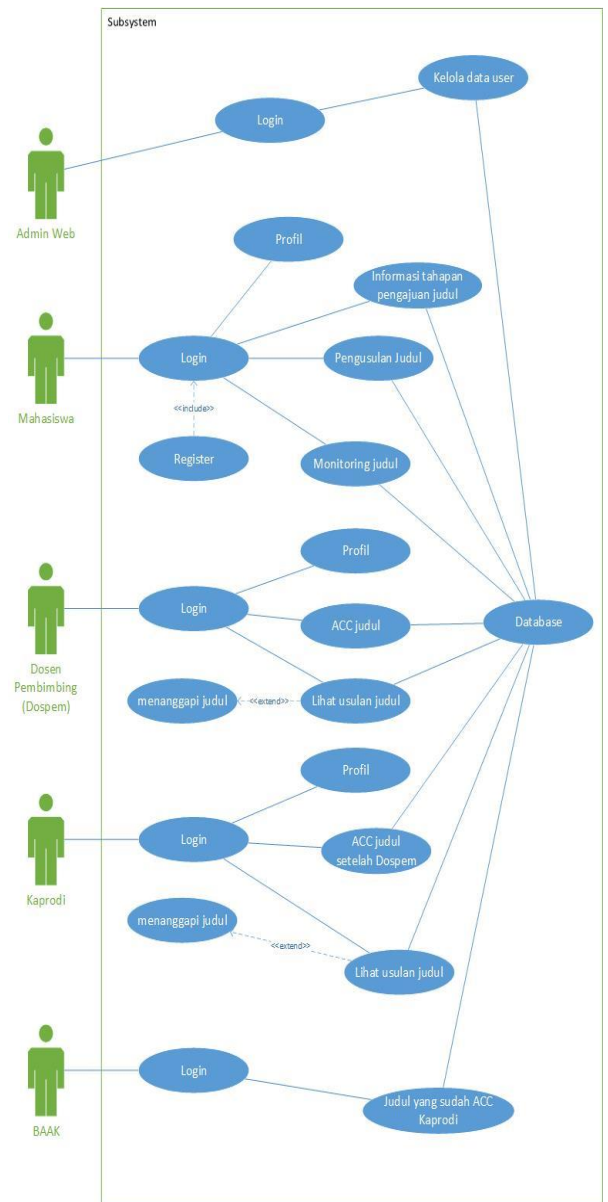 Subsystem
Kelola data user
Login
Admin Web
Profil
Informasi tahapan
pengajuan judul
Login
Pengusulan Judul
Mahasiswa
<<include>>
Register
Monitoring judul
Profil
Login
ACC judul
Database
Dosen
Pembimbing
(Dospem)
menanggapi judul
<<extend>>
Lihat usulan judul
Profil
Login
ACC judul
setelah Dospem
Kaprodi
menanggapi judul
<<extend>>
Lihat usulan judul
Login
Judul yang sudah ACC
Kaprodi
BAAK